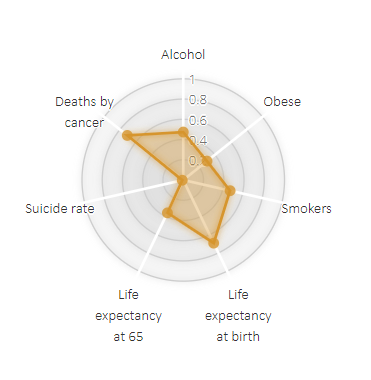 Alcohol
1
0.8
0.6
0.4
Obese
Smokers
Life
expectancy
at birth
Life
expectancy
at 65
Suicide rate
Deaths by
cancer